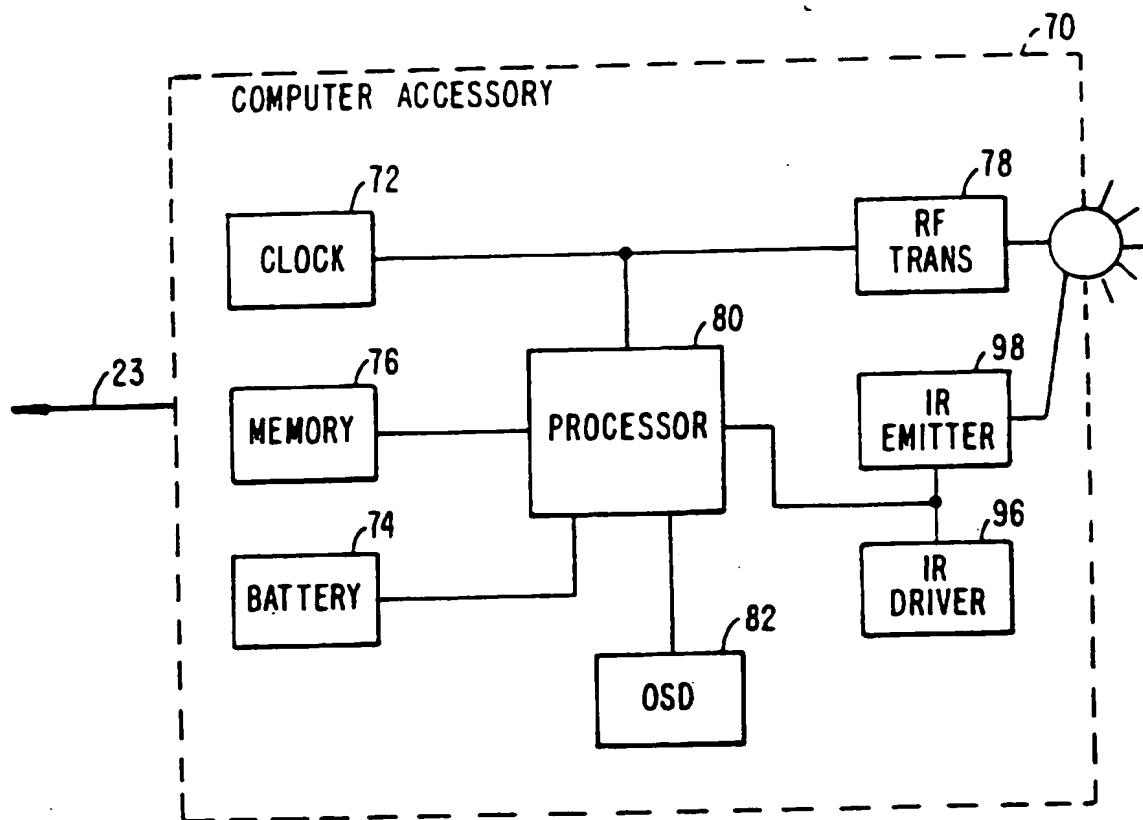 70
COMPUTER ACCESSORY
72
CLOCK
78
RF
TRANS
80
PROCESSOR
23
76
MEMORY
98
IR
EMITTER
74
BATTERY
96
IR
DRIVER
82
OSD